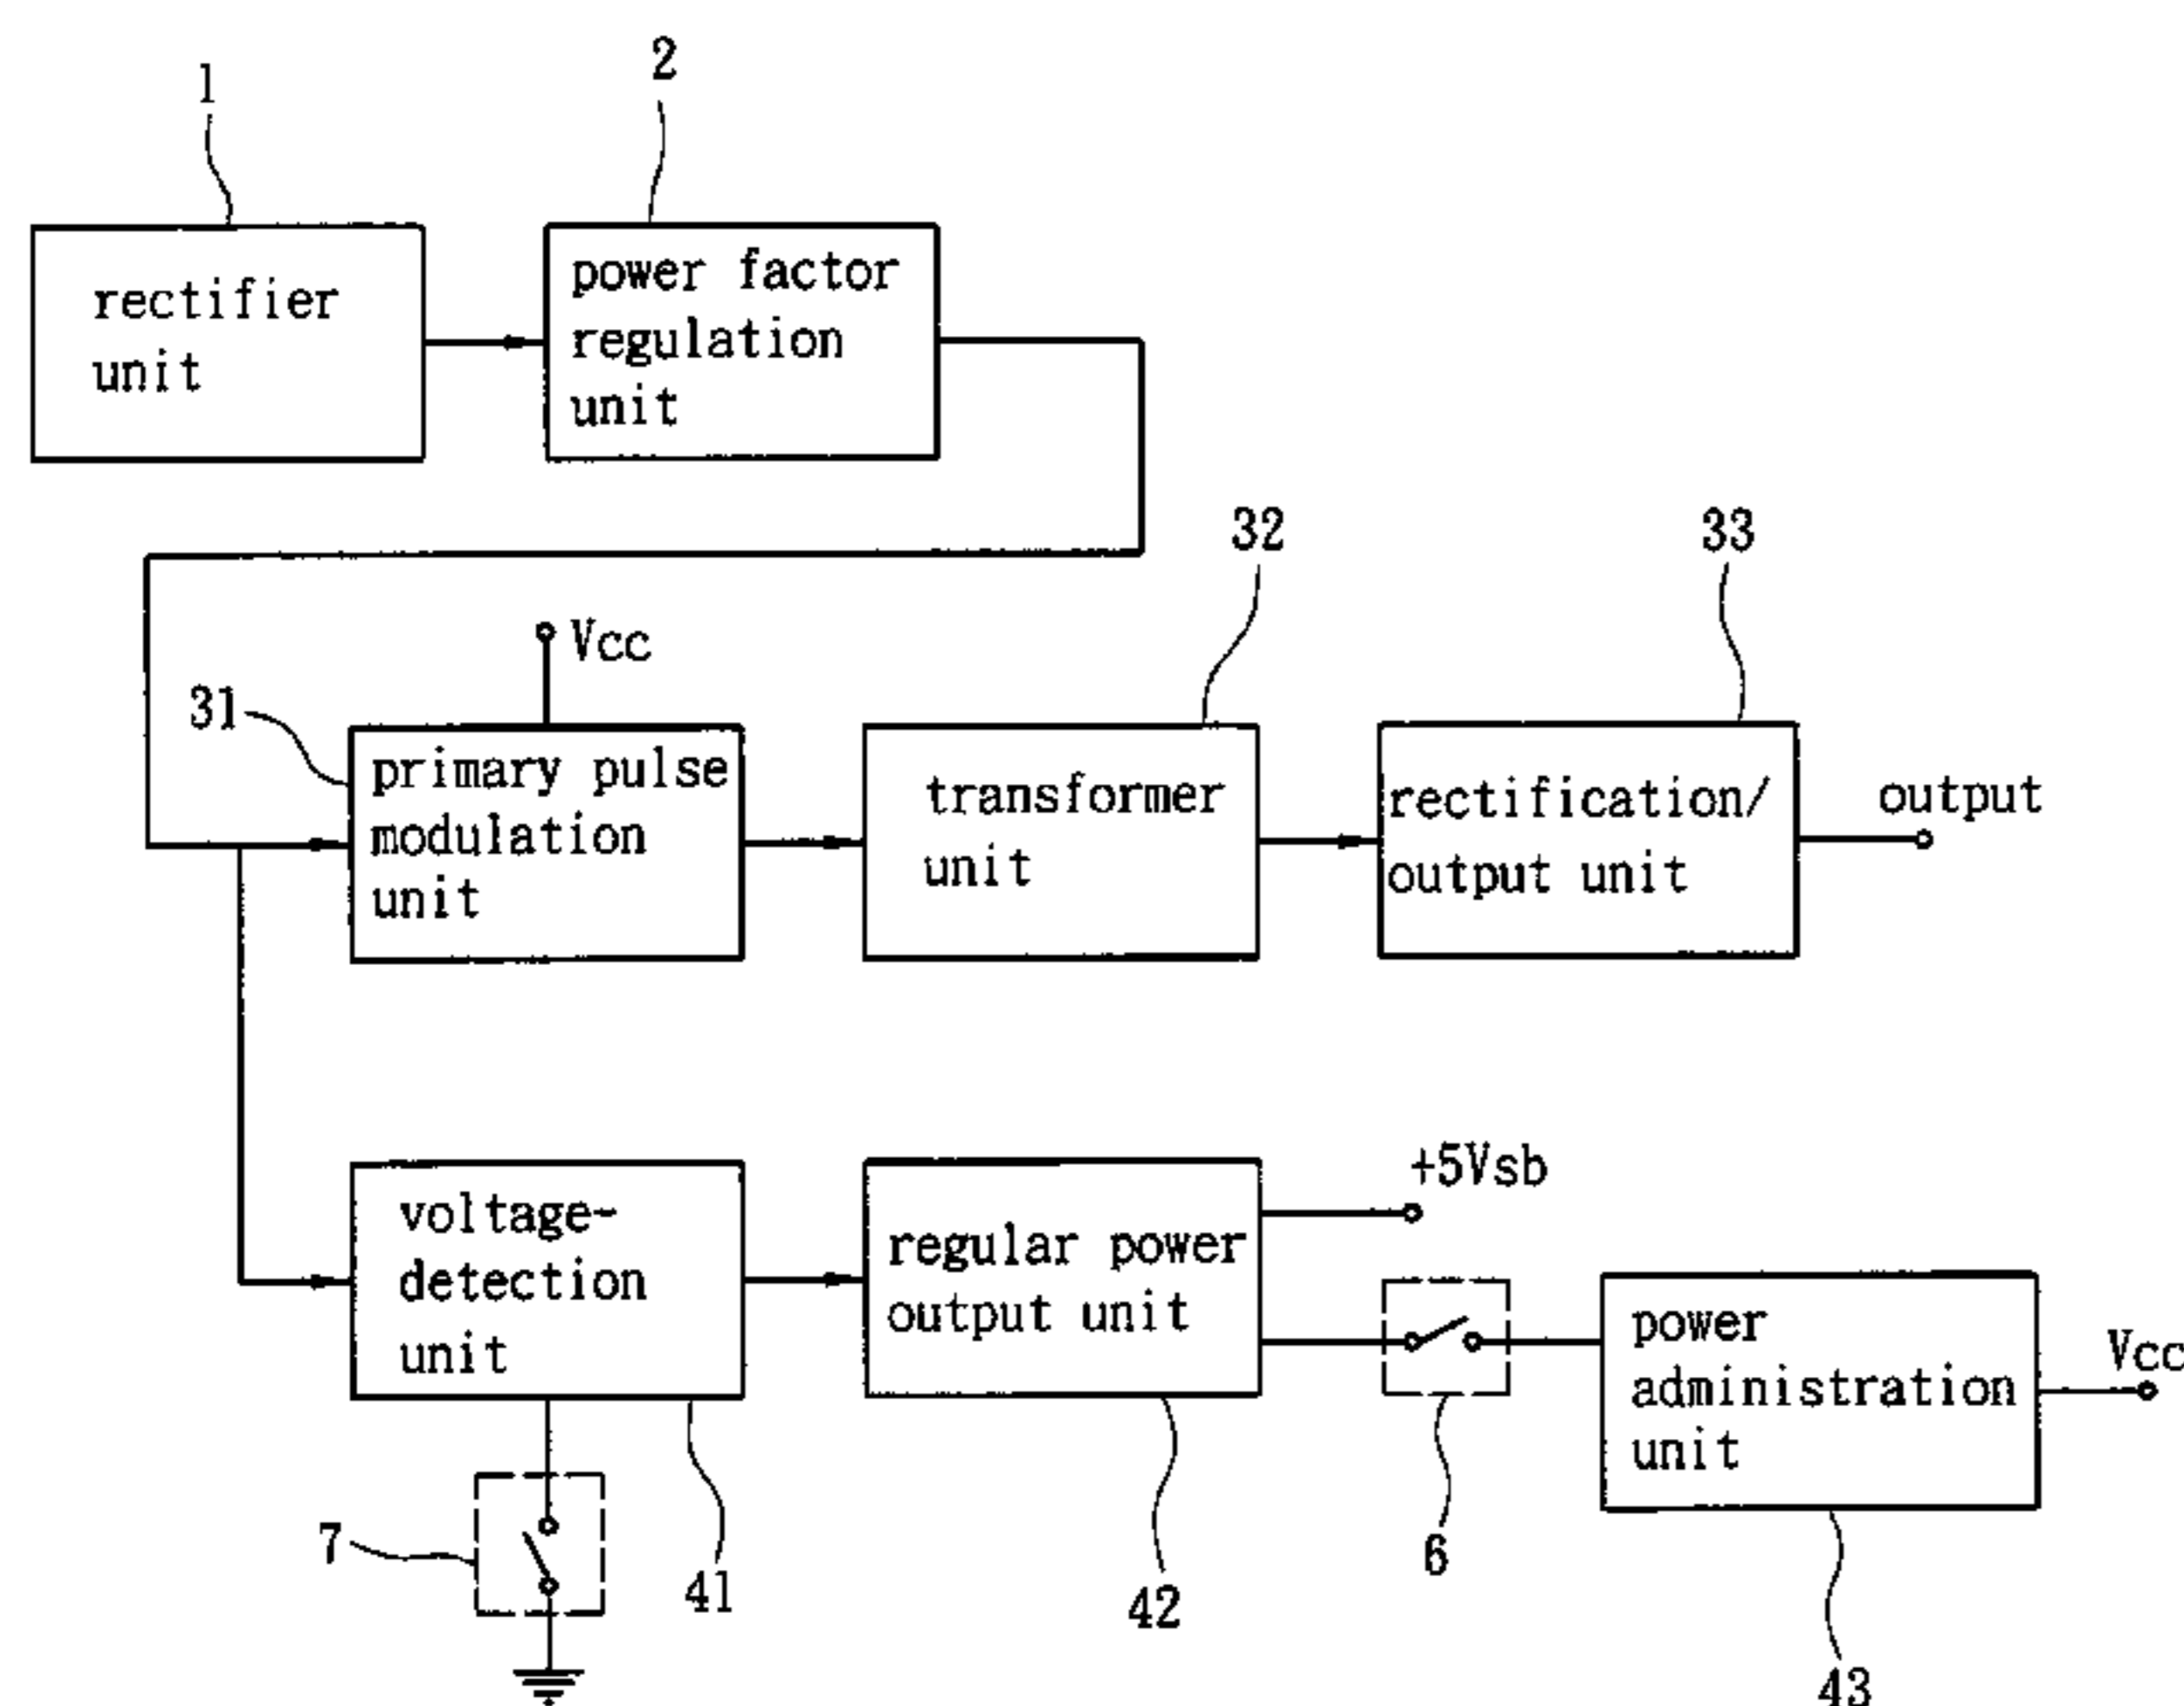 1
2
rectifier
unit
power factor
regulation
unit
32
33
Vcc
31
primary pulse
modulation
unit
transformer
unit
rectification/
output unit
output
voltage-
detection
unit
regular power
output unit
+5Vsb
power
administration
unit
Vcc
7
41
42
6
43